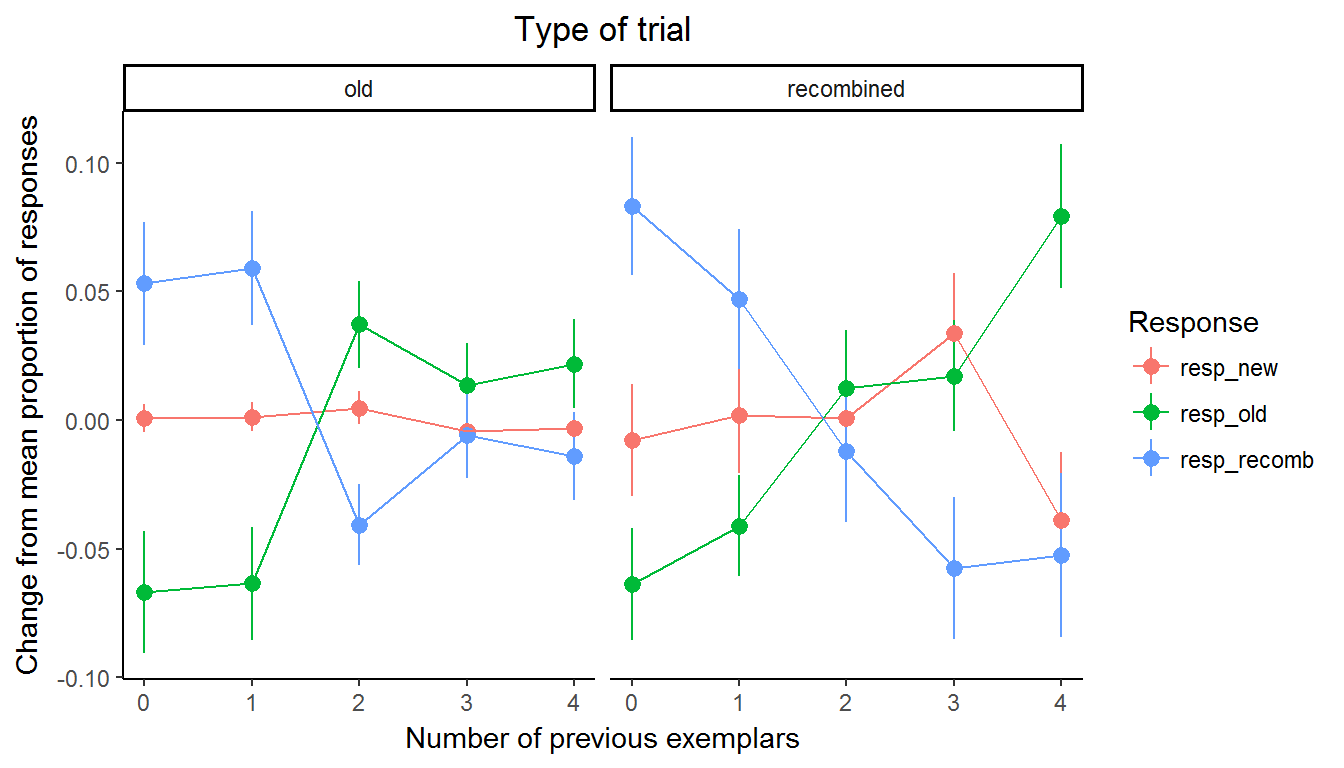 Type of trial
old
recombined
Change from mean proportion of responses
0.10
0.05
0.00
-0.05
-0.10
0 1 2 3 4
0 1 2 3 4
Number of previous exemplars
Response
resp_new
resp_old
resp_recomb